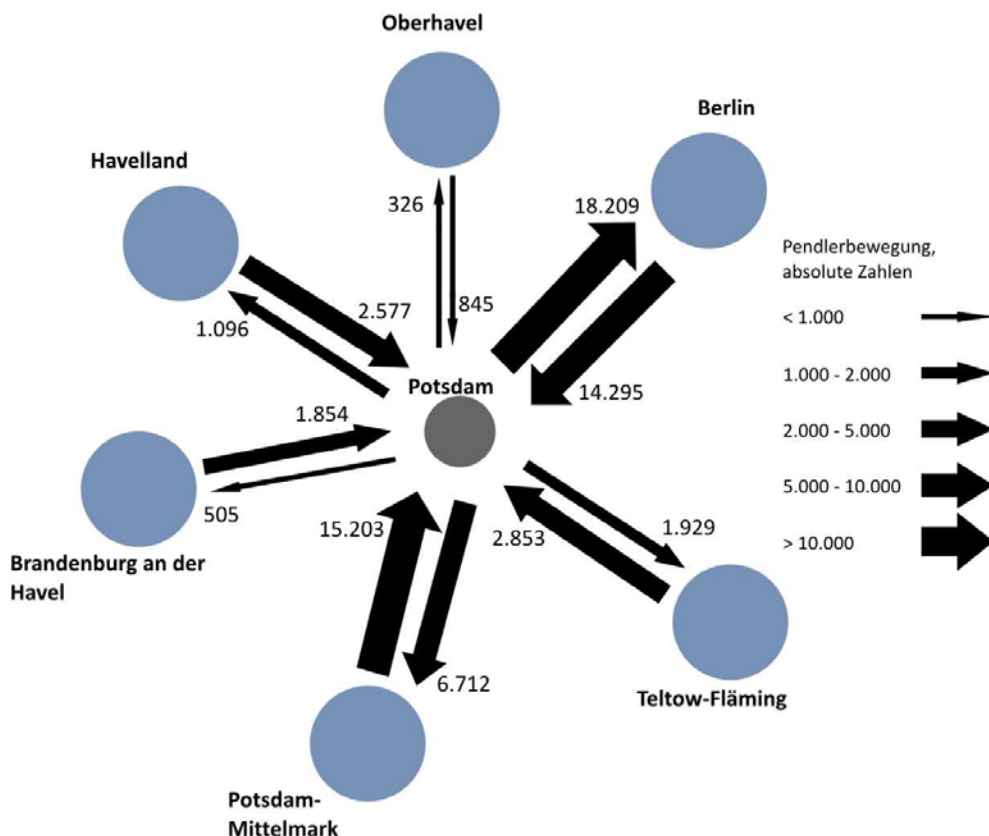 Oberhavel
Berlin
Havelland
326
18.209
Pendlerbewegung,
absolute Zahlen
845
2.577
< 1.000
1.096
1.000 - 2.000
Potsdam
14.295
1.854
2.000 - 5.000
5.000 - 10.000
505
15.203
2.853
1.929
> 10.000
Brandenburg an der
Havel
6.712
Teltow-Fläming
Potsdam-
Mittelmark